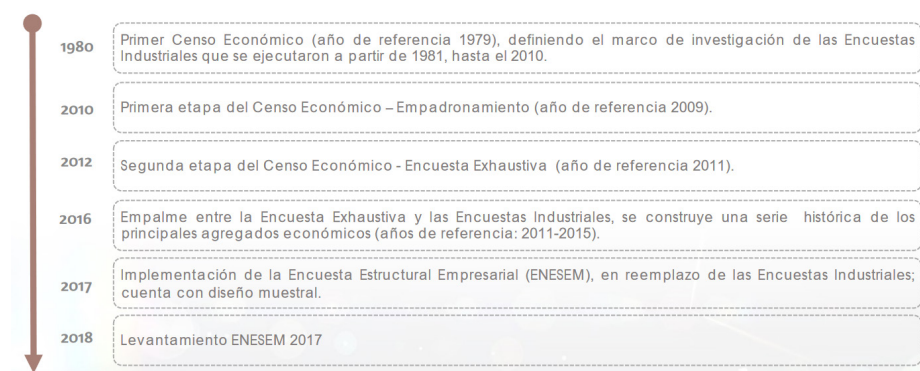 1980
Primer Censo Económico (año de referencia 1979), definiendo el marco de investigación de las Encuestas
Industriales que se ejecutaron a partir de 1981, hasta el 2010.
2010
Primera etapa del Censo Económico – Empadronamiento (año de referencia 2009).
2012
Segunda etapa del Censo Económico - Encuesta Exhaustiva (año de referencia 2011).
2016
Empalme entre la Encuesta Exhaustiva y las Encuestas Industriales, se construye una serie histórica de los
principales agregados económicos (años de referencia: 2011-2015).
2017
Implementación de la Encuesta Estructural Empresarial (ENESEM), en reemplazo de las Encuestas Industriales;
cuenta con diseño muestral.
2018
Levantamiento ENESEM 2017